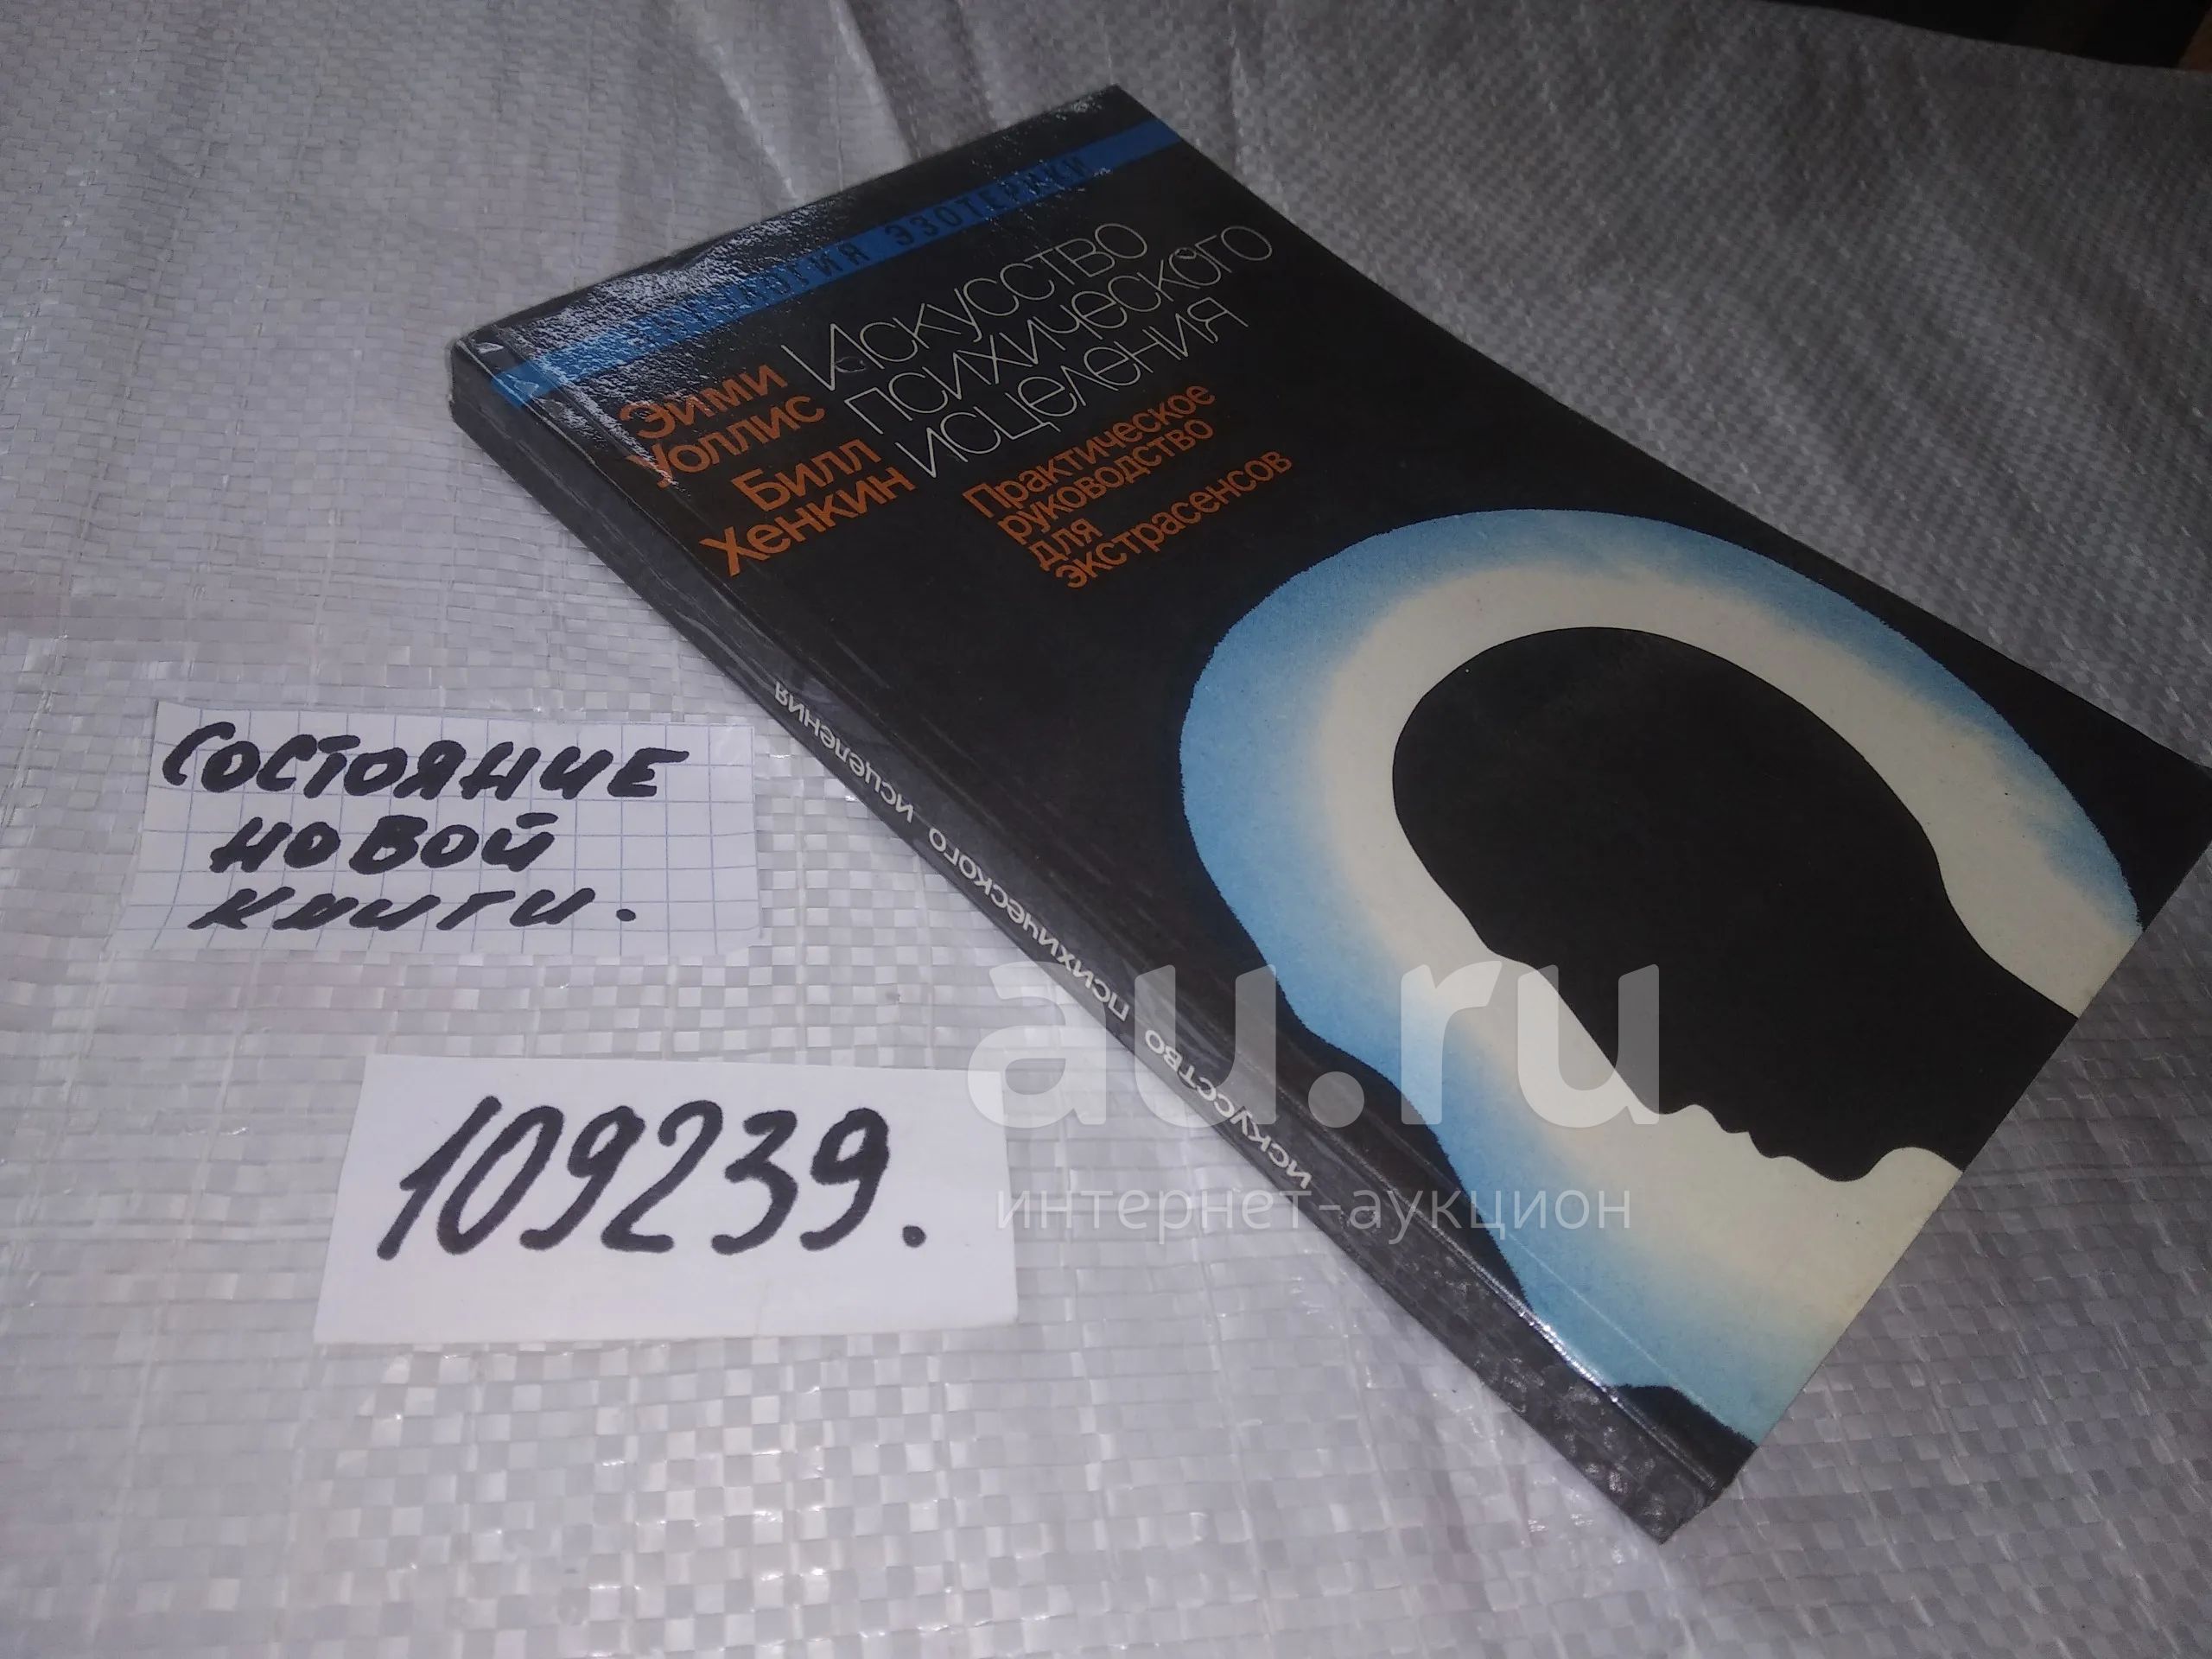 ЭЗОТЕРИКИ
Эими
Уоллис
Билл
Хенкин
Искусство
психического
исцеления
Практическое
руководство
для
экстрасенсов
искусство психического исцеления
Состояние
новой
книги.
109239.
au.ru
интернет-аукцион